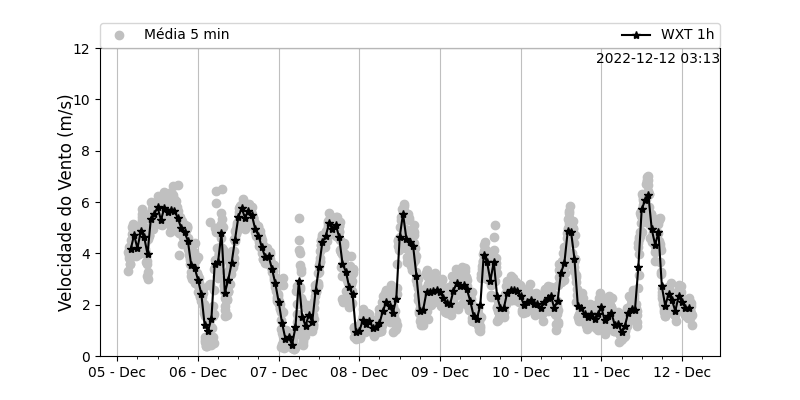 Média 5 min
WXT 1h
2022-12-12 03:13
Velocidade do Vento (m/s)
12
10
8
6
4
2
0
05 - Dec
06 - Dec
07 - Dec
08 - Dec
09 - Dec
10 - Dec
11 - Dec
12 - Dec